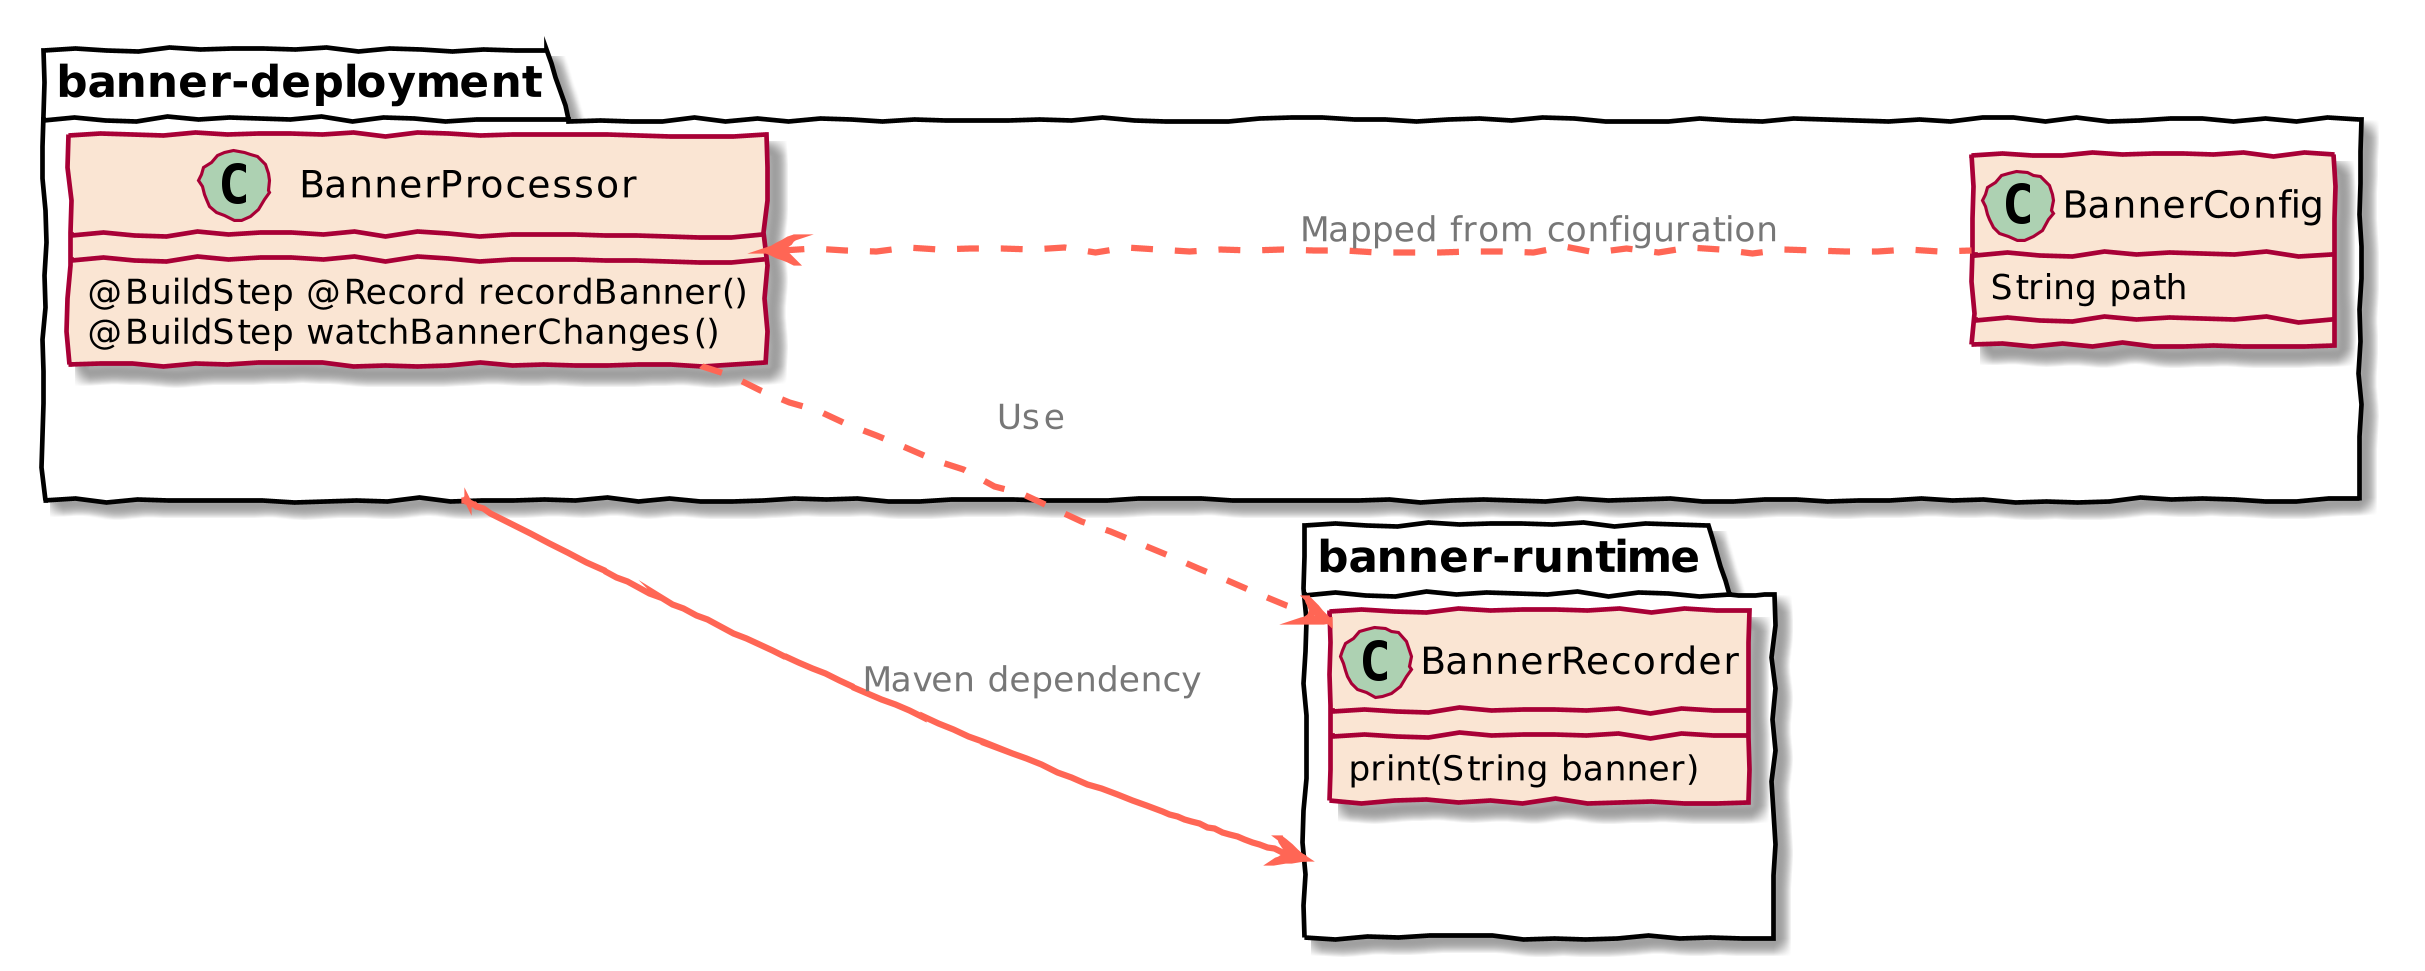 banner-deployment
C BannerProcessor
@BuildStep @Record recordBanner()
@BuildStep watchBannerChanges()
Mapped from configuration
C BannerConfig
String path
Use
Maven dependency
banner-runtime
C BannerRecorder
print(String banner)